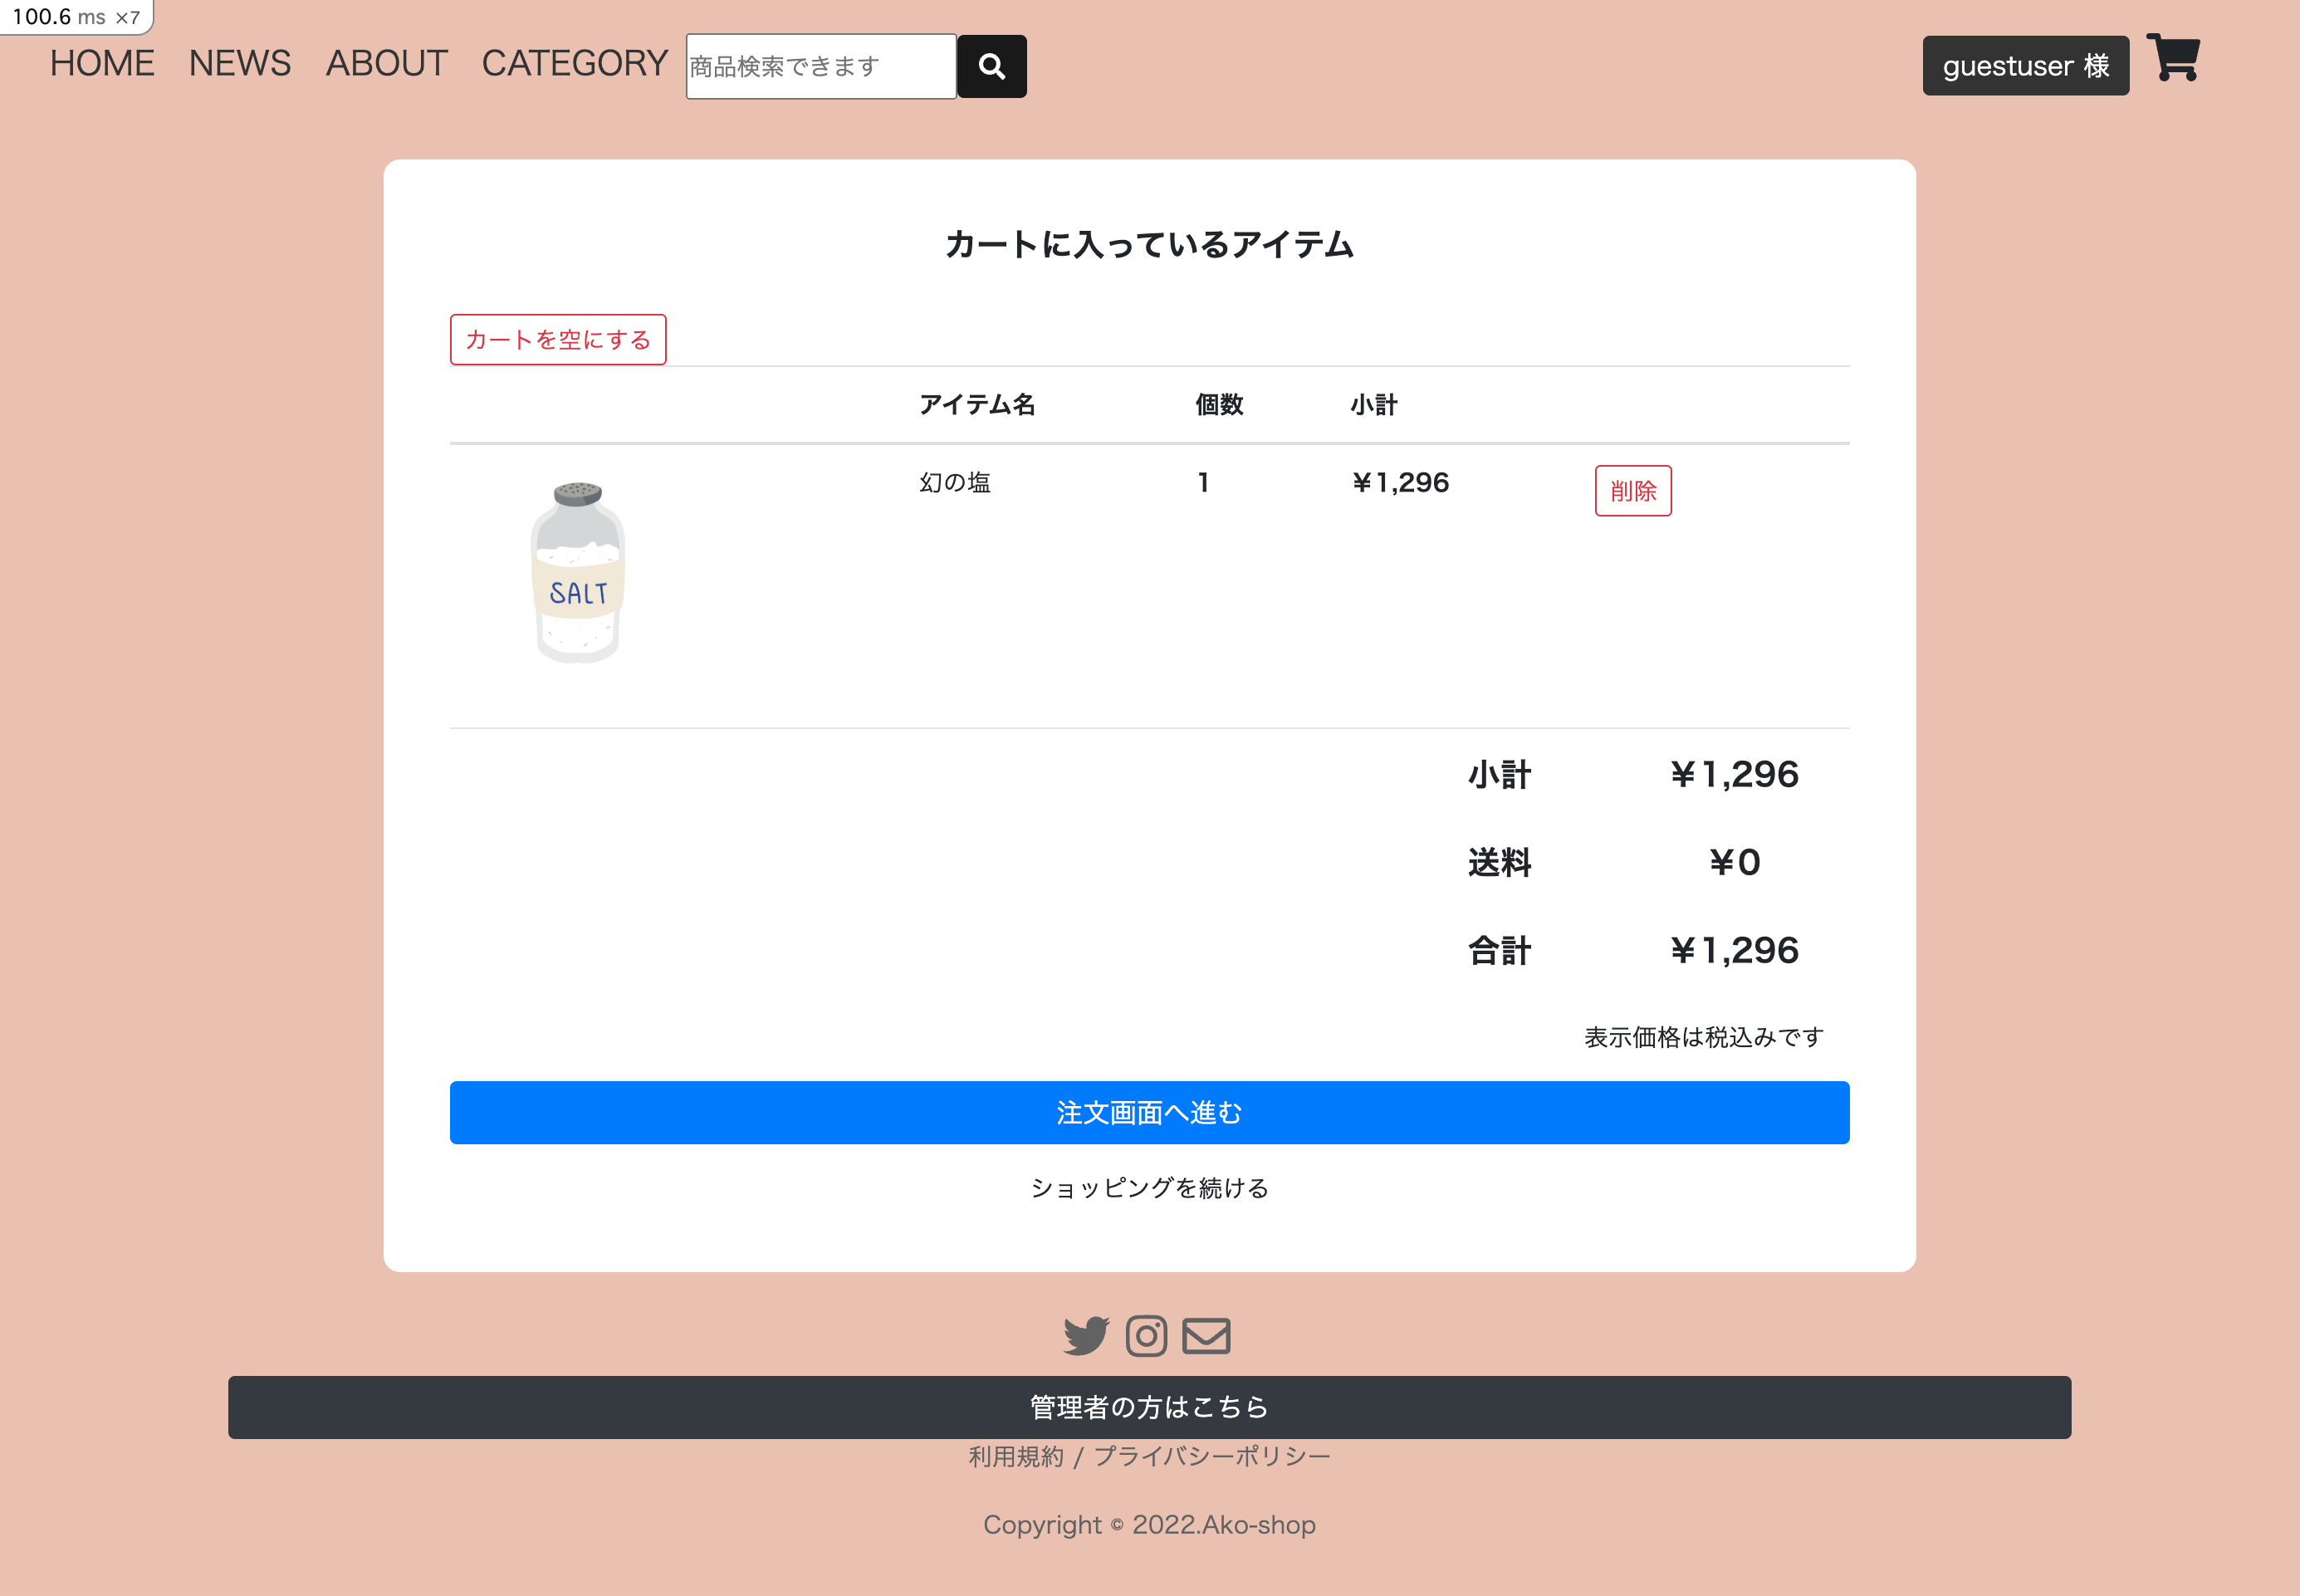 100.6 ms ×7
HOME NEWS ABOUT CATEGORY 商品検索できます guestuser 様
カートに入っているアイテム
カートを空にする
アイテム名 個数 小計
幻の塩 1 ¥1,296 削除
SALT
小計 ¥1,296
送料 ¥0
合計 ¥1,296
表示価格は税込みです
注文画面へ進む
ショッピングを続ける
管理者の方はこちら
利用規約 / プライバシーポリシー
Copyright © 2022.Ako-shop